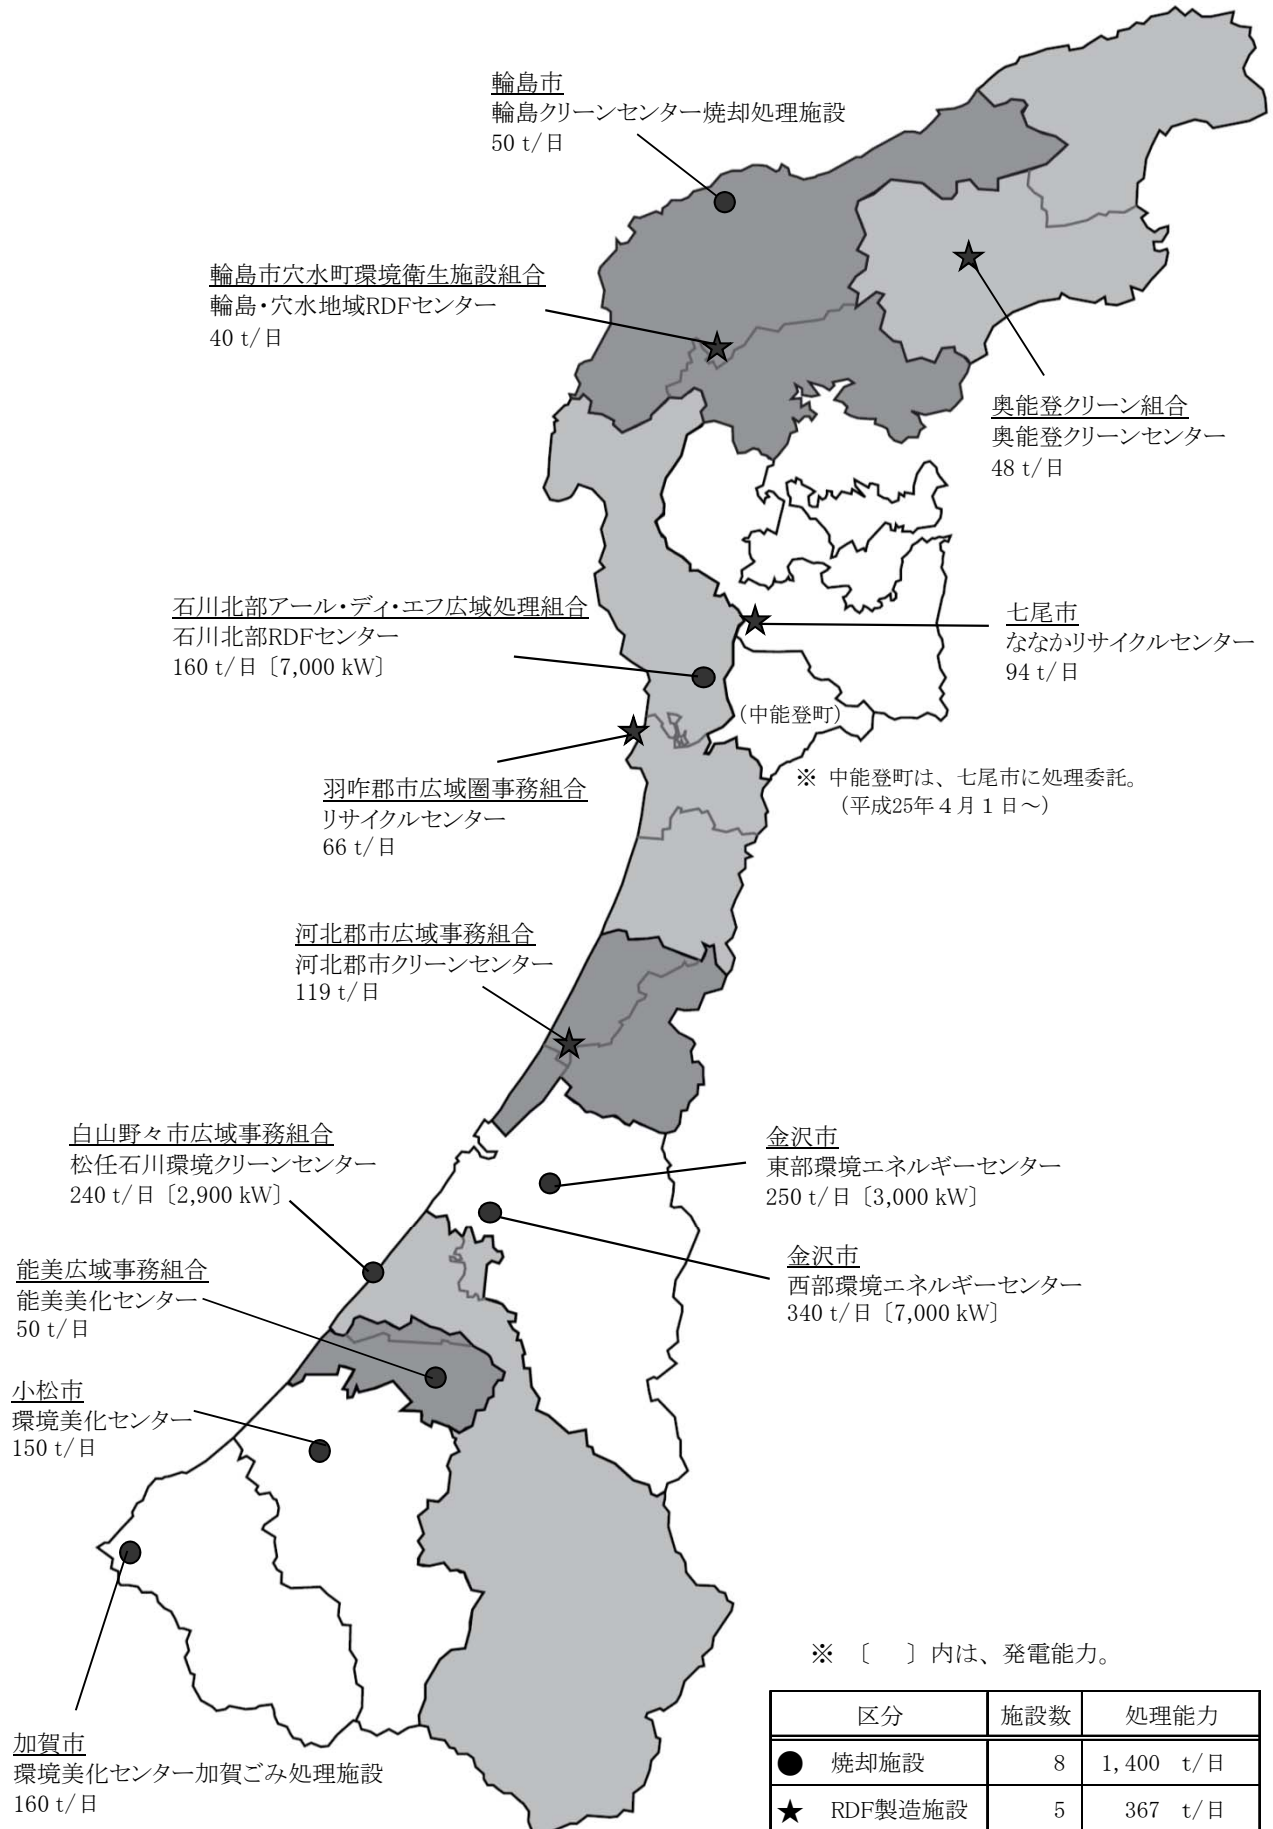 輪島市
輪島クリーンセンター焼却処理施設
50 t/日
輪島市穴水町環境衛生施設組合
輪島・穴水地域RDFセンター
40 t/日
奥能登クリーン組合
奥能登クリーンセンター
48 t/日
石川北部アール・ディ・エフ広域処理組合
石川北部RDFセンター
160 t/日〔7,000 kW〕
七尾市
ななかリサイクルセンター
94 t/日
（中能登町）
※ 中能登町は、七尾市に処理委託。
（平成25年４月１日～）
羽咋郡市広域圏事務組合
リサイクルセンター
66 t/日
河北郡市広域事務組合
河北郡市クリーンセンター
119 t/日
白山野々市広域事務組合
松任石川環境クリーンセンター
240 t/日〔2,900 kW〕
金沢市
東部環境エネルギーセンター
250 t/日〔3,000 kW〕
金沢市
西部環境エネルギーセンター
340 t/日〔7,000 kW〕
能美広域事務組合
能美美化センター
50 t/日
小松市
環境美化センター
150 t/日
加賀市
環境美化センター加賀ごみ処理施設
160 t/日
※ 〔　〕内は、発電能力。
区分 施設数 処理能力
● 焼却施設 8 1,400 t/日
★ RDF製造施設 5 367 t/日